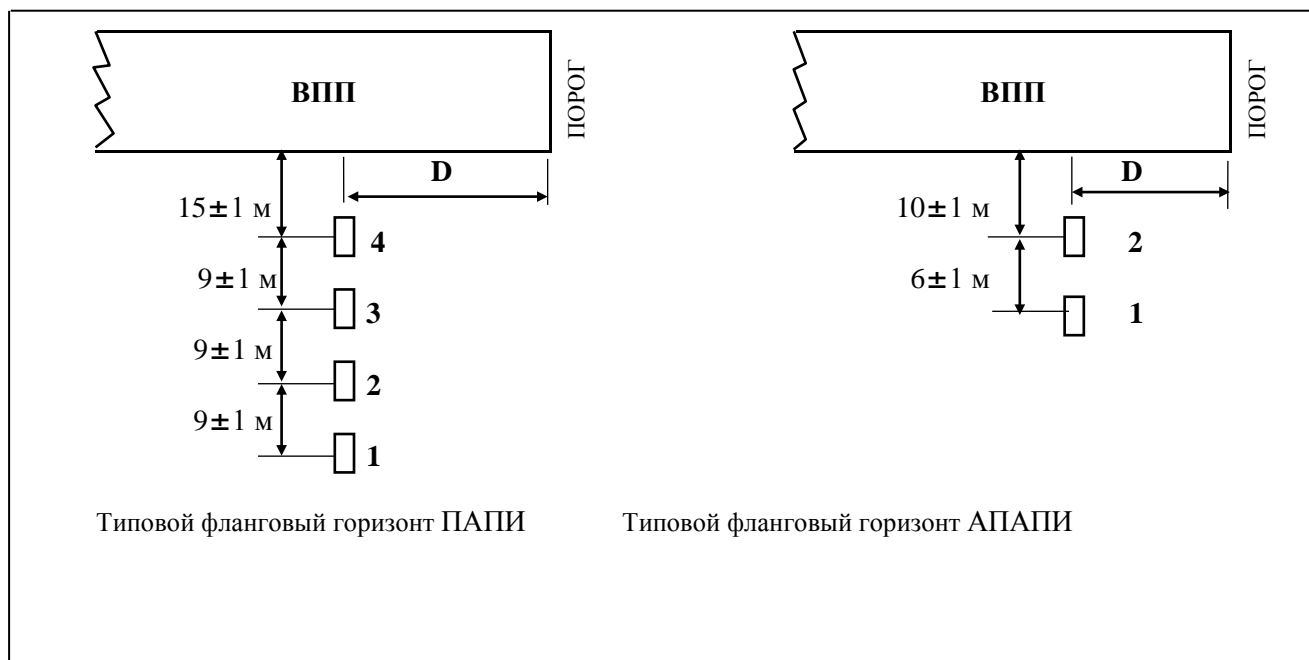 ВПП
ПОРОГ
D
15±1 м
4
9±1 м
3
9±1 м
2
9±1 м
1
Типовой фланговый горизонт ПАПИ
ВПП
ПОРОГ
D
10±1 м
2
6±1 м
1
Типовой фланговый горизонт АПАПИ